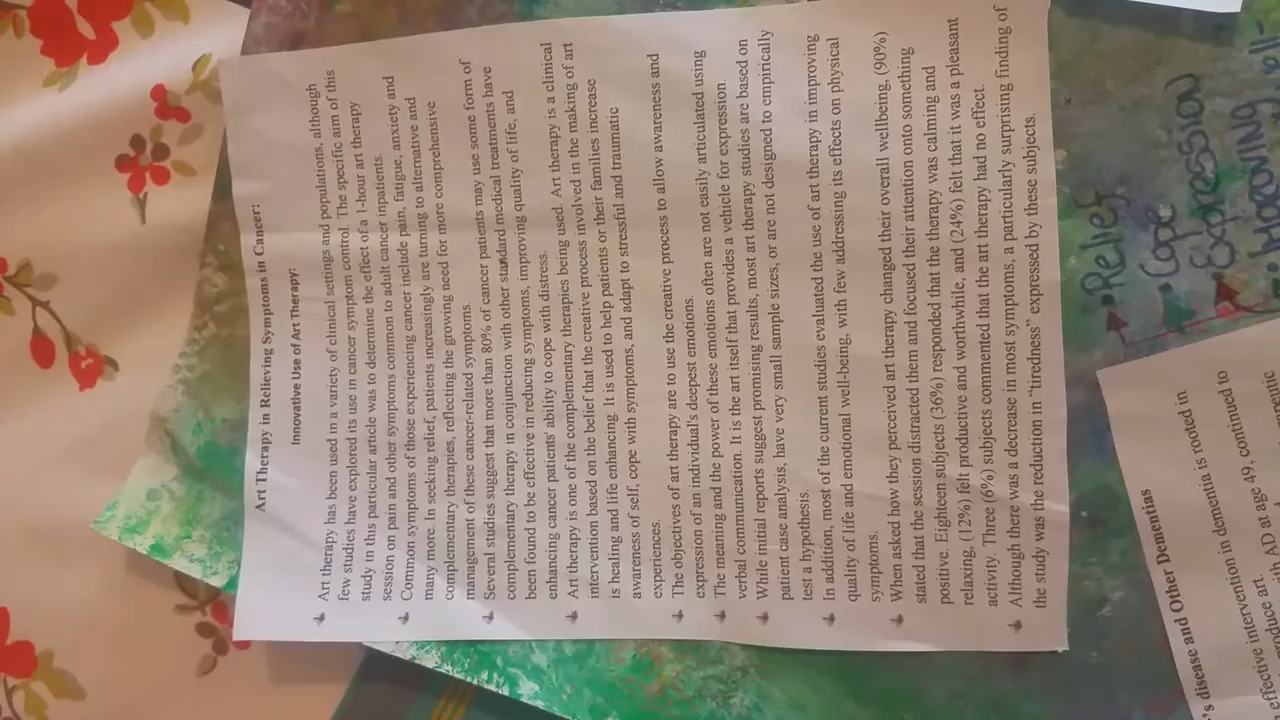 Art Therapy in Relieving Symptoms in Cancer:
Innovative Use of Art Therapy:
Art therapy has been used in a variety of clinical settings and populations, although
few studies have explored its use in cancer symptom control. The specific aim of this
study in this particular article was to determine the effect of a 1-hour art therapy
session on pain and other symptoms common to adult cancer inpatients.
Common symptoms of those experiencing cancer include pain, fatigue, anxiety and
many more. In seeking relief, patients increasingly are turning to alternative and
complementary therapies, reflecting the growing need for more comprehensive
management of these cancer-related symptoms.
Several studies suggest that more than 80% of cancer patients may use some form of
complementary therapy in conjunction with other standard medical treatments have
been found to be effective in reducing symptoms, improving quality of life, and
enhancing cancer patients' ability to cope with distress.
Art therapy is one of the complementary therapies being used. Art therapy is a clinical
intervention based on the belief that the creative process involved in the making of art
is healing and life enhancing. It is used to help patients or their families increase
awareness of self, cope with symptoms, and adapt to stressful and traumatic
experiences.
The objectives of art therapy are to use the creative process to allow awareness and
expression of an individual's deepest emotions.
The meaning and the power of these emotions often are not easily articulated using
verbal communication. It is the art itself that provides a vehicle for expression.
While initial reports suggest promising results, most art therapy studies are based on
patient case analysis, have very small sample sizes, or are not designed to empirically
test a hypothesis.
In addition, most of the current studies evaluated the use of art therapy in improving
quality of life and emotional well-being, with few addressing its effects on physical
symptoms.
When asked how they perceived art therapy changed their overall wellbeing, (90%)
stated that the session distracted them and focused their attention onto something
positive. Eighteen subjects (36%) responded that the therapy was calming and
relaxing, (12%) felt productive and worthwhile, and (24%) felt that it was a pleasant
activity. Three (6%) subjects commented that the art therapy had no effect.
Although there was a decrease in most symptoms, a particularly surprising finding of
the study was the reduction in "tiredness" expressed by these subjects.
Relief
Cope
Expression
's disease and Other Dementias
effective intervention in dementia is rooted in
with AD at age 49, continued to
produce art.